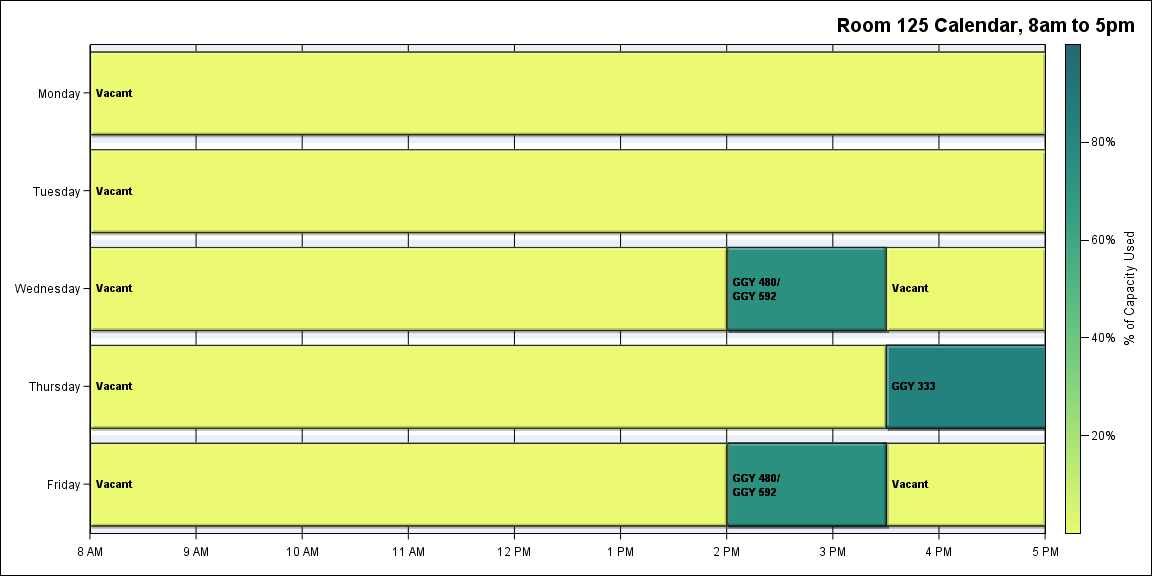 Room 125 Calendar, 8am to 5pm
Monday
Vacant
Tuesday
Vacant
Wednesday
Vacant
GGY 480/
GGY 592
Vacant
Thursday
Vacant
GGY 333
Friday
Vacant
GGY 480/
GGY 592
Vacant
8 AM
9 AM
10 AM
11 AM
12 PM
1 PM
2 PM
3 PM
4 PM
5 PM
80%
60%
40%
20%
% of Capacity Used